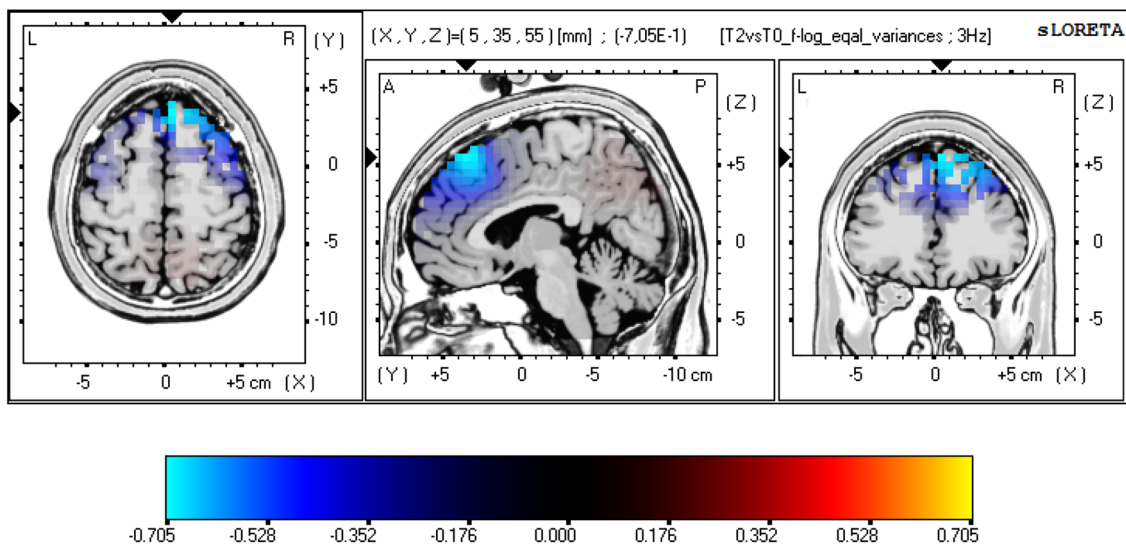 L R (Y) (X,Y,Z)=(5,35,55)[mm] ; (-7,05E-1) [T2vsT0_f-log_eqal_variances ; 3Hz] sLORETA
A P (Z) L R (Z)
+5 +5 +5
0 0 0
-5 -5 -5
-10
-5 0 +5 cm (X) (Y) +5 0 -5 -10 cm -5 0 +5 cm (X)
-0.705 -0.528 -0.352 -0.176 0.000 0.176 0.352 0.528 0.705